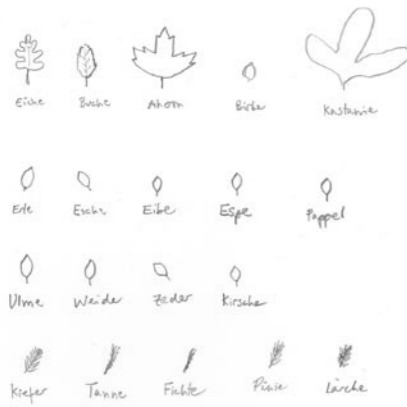 Eiche Buche Ahorn Birke Kastanie
Erle Esche Eibe Espe Pappel
Ulme Weide Zeder Kirsche
Kiefer Tanne Fichte Pinie Lärche